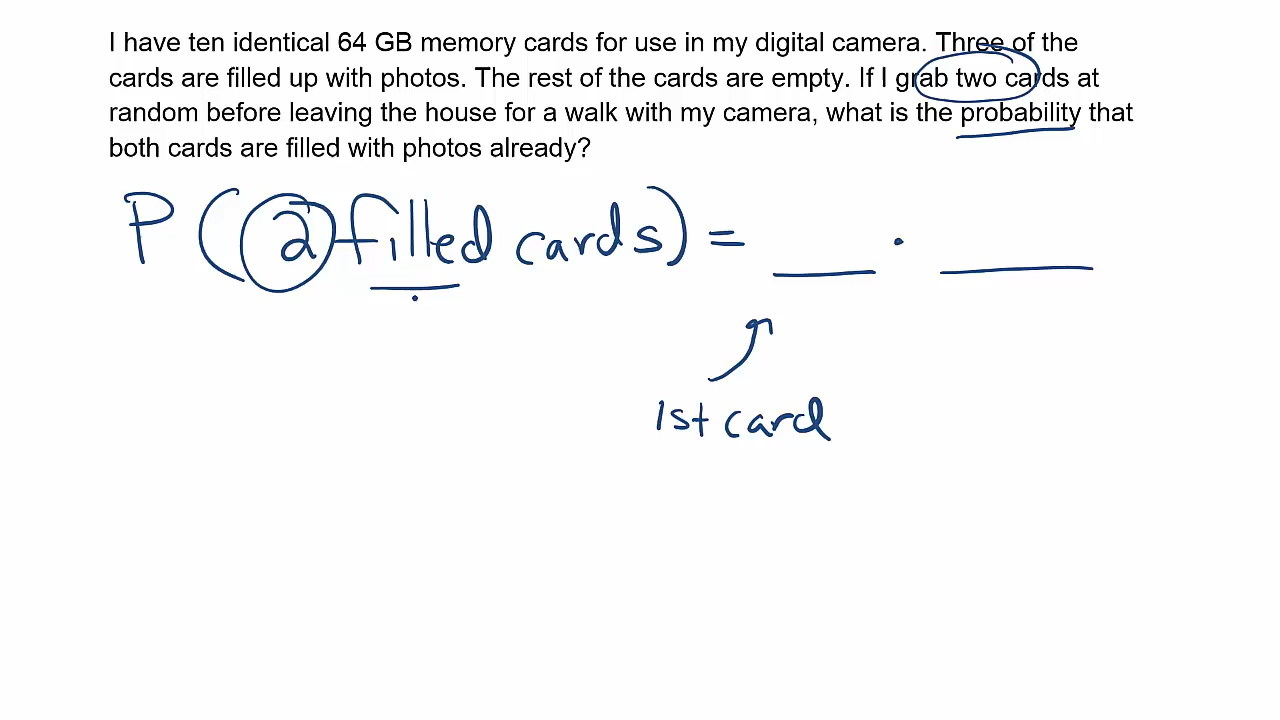 I have ten identical 64 GB memory cards for use in my digital camera. Three of the
cards are filled up with photos. The rest of the cards are empty. If I grab two cards at
random before leaving the house for a walk with my camera, what is the probability that
both cards are filled with photos already?
P (2 filled cards) = ___ · ___
1st card